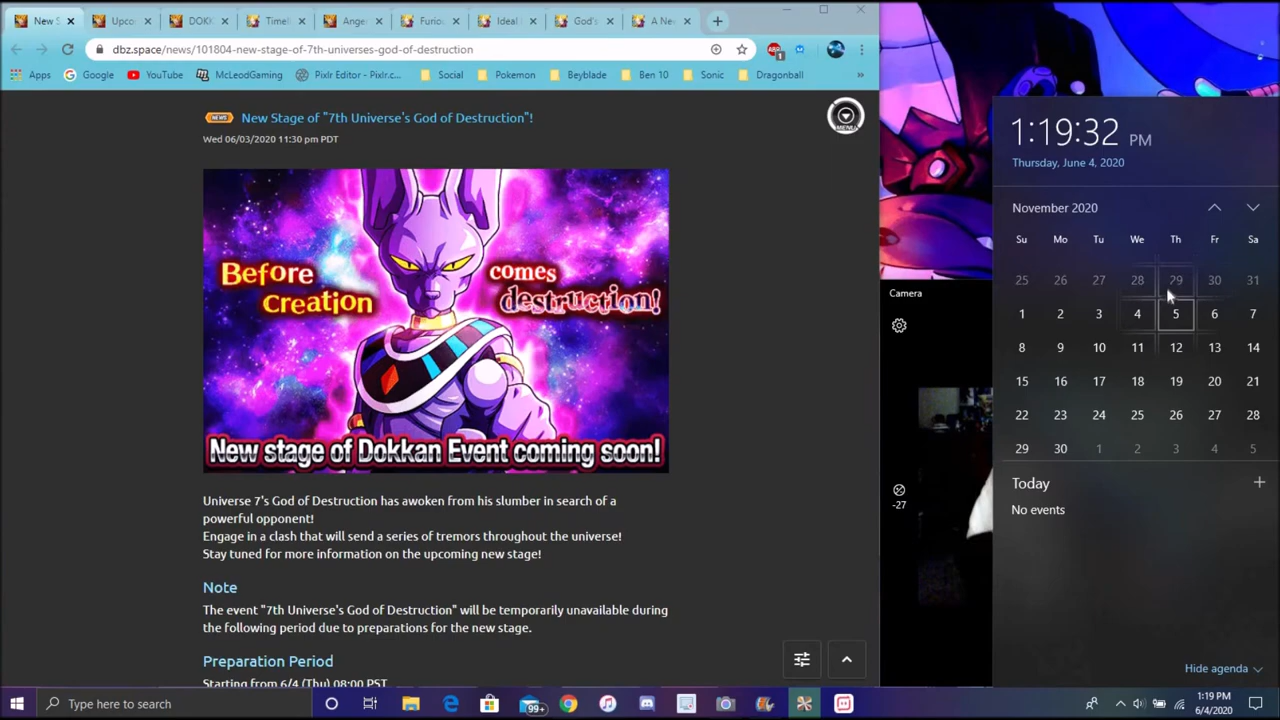 New S
Upco
DOKK
Timeli
Anger
Furiou
Ideal
God's
A Nev
dbz.space/news/101804-new-stage-of-7th-universes-god-of-destruction
1
Apps
Google
YouTube
McLeodGaming
Pixlr Editor - Pixlr.c...
Social
Pokemon
Beyblade
Ben 10
Sonic
Dragonball
»
NEWS
New Stage of "7th Universe's God of Destruction"!
MENU
Wed 06/03/2020 11:30 pm PDT
Before
Creation
comes
destruction!
New stage of Dokkan Event coming soon!
Universe 7's God of Destruction has awoken from his slumber in search of a
powerful opponent!
Engage in a clash that will send a series of tremors throughout the universe!
Stay tuned for more information on the upcoming new stage!
Note
The event "7th Universe's God of Destruction" will be temporarily unavailable during
the following period due to preparations for the new stage.
Preparation Period
Starting from 6/4 (Thu) 08:00 PST
Camera
-27
1:19:32 PM
Thursday, June 4, 2020
November 2020
Su Mo Tu We Th Fr Sa
25 26 27 28 29 30 31
1 2 3 4 5 6 7
8 9 10 11 12 13 14
15 16 17 18 19 20 21
22 23 24 25 26 27 28
29 30 1 2 3 4 5
Today
No events
Hide agenda
Type here to search
99+
1:19 PM
6/4/2020